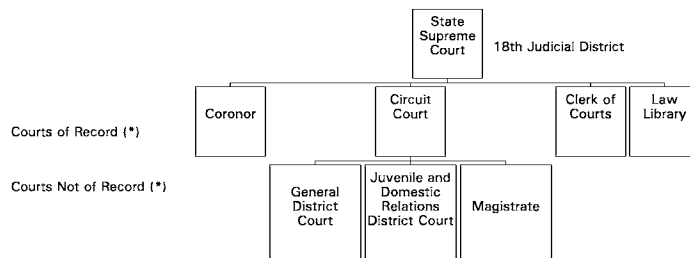 State
Supreme
Court
18th Judicial District
Coronor
Circuit
Court
Clerk of
Courts
Law
Library
Courts of Record (*)
Courts Not of Record (*)
General
District
Court
Juvenile and
Domestic
Relations
District Court
Magistrate